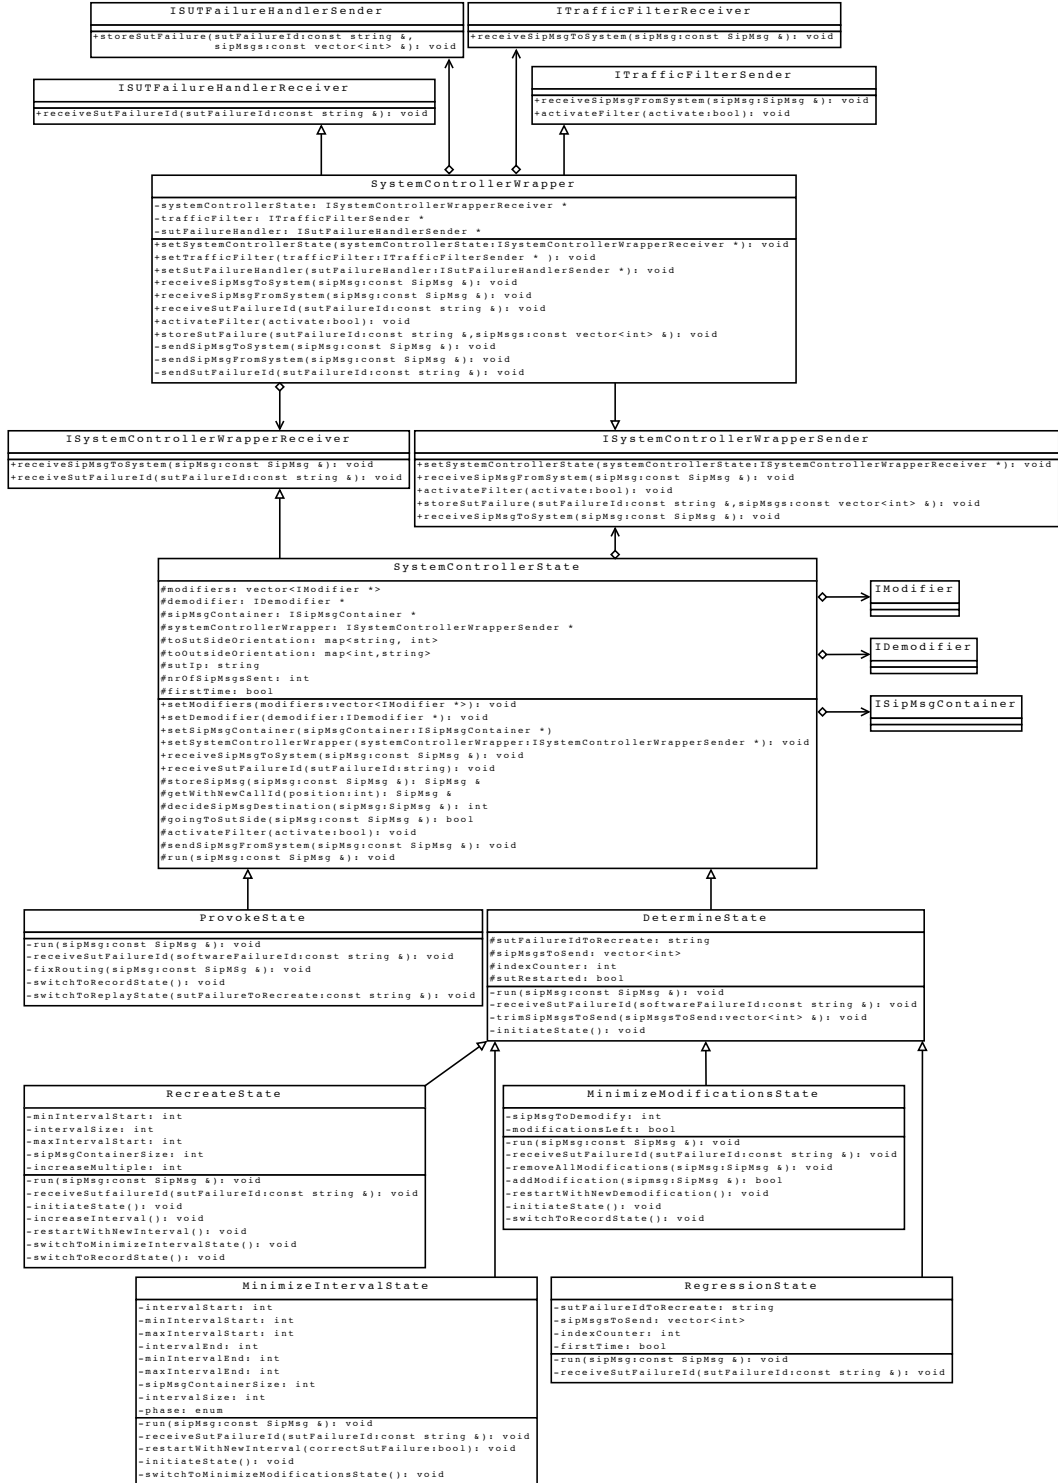 ISUTFailureHandlerSender
+storeSutFailure(sutFailureId:const string &,
sipMsgs:const vector<int> &): void
ITrafficFilterReceiver
+receiveSipMsgToSystem(sipMsg:const SipMsg &): void
ISUTFailureHandlerReceiver
+receiveSutFailureId(sutFailureId:const string &): void
ITrafficFilterSender
+receiveSipMsgFromSystem(sipMsg:SipMsg &): void
+activateFilter(activate:bool): void
SystemControllerWrapper
-systemControllerState: ISystemControllerWrapperReceiver *
-trafficFilter: ITrafficFilterSender *
-sutFailureHandler: ISutFailureHandlerSender *
+setSystemControllerState(systemControllerState:ISystemControllerWrapperReceiver *): void
+setTrafficFilter(trafficFilter:ITrafficFilterSender * ): void
+setSutFailureHandler(sutFailureHandler:ISutFailureHandlerSender *): void
+receiveSipMsgToSystem(sipMsg:const SipMsg &): void
+receiveSipMsgFromSystem(sipMsg:const SipMsg &): void
+receiveSutFailureId(sutFailureId:const string &): void
+activateFilter(activate:bool): void
+storeSutFailure(sutFailureId:const string &,sipMsgs:const vector<int> &): void
-sendSipMsgToSystem(sipMsg:const SipMsg &): void
-sendSipMsgFromSystem(sipMsg:const SipMsg &): void
-sendSutFailureId(sutFailureId:const string &): void
ISystemControllerWrapperReceiver
+receiveSipMsgToSystem(sipMsg:const SipMsg &): void
+receiveSutFailureId(sutFailureId:const string &): void
ISystemControllerWrapperSender
+setSystemControllerState(systemControllerState:ISystemControllerWrapperReceiver *): void
+receiveSipMsgFromSystem(sipMsg:const SipMsg &): void
+activateFilter(activate:bool): void
+storeSutFailure(sutFailureId:const string &,sipMsgs:const vector<int> &): void
+receiveSipMsgToSystem(sipMsg:const SipMsg &): void
SystemControllerState
#modifiers: vector<IModifier *>
#demodifier: IDemodifier *
#sipMsgContainer: ISipMsgContainer *
#systemControllerWrapper: ISystemControllerWrapperSender *
#toSutSideOrientation: map<string, int>
#toOutsideOrientation: map<int,string>
#sutIp: string
#nrOfSipMsgsSent: int
#firstTime: bool
+setModifiers(modifiers:vector<IModifier *>): void
+setDemodifier(demodifier:IDemodifier *): void
+setSipMsgContainer(sipMsgContainer:ISipMsgContainer *)
+setSystemControllerWrapper(systemControllerWrapper:ISystemControllerWrapperSender *): void
+receiveSipMsgToSystem(sipMsg:const SipMsg &): void
+receiveSutFailureId(sutFailureId:string): void
#storeSipMsg(sipMsg:const SipMsg &): SipMsg &
#getWithNewCallId(position:int): SipMsg &
#decideSipMsgDestination(sipMsg:SipMsg &): int
#goingToSutSide(sipMsg:const SipMsg &): bool
#activateFilter(activate:bool): void
#sendSipMsgFromSystem(sipMsg:const SipMsg &): void
#run(sipMsg:const SipMsg &): void
IModifier
IDemodifier
ISipMsgContainer
ProvokeState
-run(sipMsg:const SipMsg &): void
-receiveSutFailureId(softwareFailureId:const string &): void
-fixRouting(sipMsg:const SipMSg &): void
-switchToRecordState(): void
-switchToReplayState(sutFailureToRecreate:const string &): void
DetermineState
#sutFailureIdToRecreate: string
#sipMsgsToSend: vector<int>
#indexCounter: int
#sutRestarted: bool
-run(sipMsg:const SipMsg &): void
-receiveSutFailureId(softwareFailureId:const string &): void
-trimSipMsgsToSend(sipMsgsToSend:vector<int> &): void
-initiateState(): void
RecreateState
-minIntervalStart: int
-intervalSize: int
-maxIntervalStart: int
-sipMsgContainerSize: int
-increaseMultiple: int
-run(sipMsg:const SipMsg &): void
-receiveSutfailureId(sutFailureId:const string &): void
-initiateState(): void
-increaseInterval(): void
-restartWithNewInterval(): void
-switchToMinimizeIntervalState(): void
-switchToRecordState(): void
MinimizeModificationsState
-sipMsgToDemodify: int
-modificationsLeft: bool
-run(sipMsg:const SipMsg &): void
-receiveSutFailureId(sutFailureId:const string &): void
-removeAllModifications(sipMsg:SipMsg &): void
-addModification(sipmsg:SipMsg &): bool
-restartWithNewDemodification(): void
-initiateState(): void
-switchToRecordState(): void
MinimizeIntervalState
-intervalStart: int
-minIntervalStart: int
-maxIntervalStart: int
-intervalEnd: int
-minIntervalEnd: int
-maxIntervalEnd: int
-sipMsgContainerSize: int
-intervalSize: int
-phase: enum
-run(sipMsg:const SipMsg &): void
-receiveSutFailureId(sutFailureId:const string &): void
-restartWithNewInterval(correctSutFailure:bool): void
-initiateState(): void
-switchToMinimizeModificationsState(): void
RegressionState
-sutFailureIdToRecreate: string
-sipMsgsToSend: vector<int>
-indexCounter: int
-firstTime: bool
-run(sipMsg:const SipMsg &): void
-receiveSutFailureId(sutFailureId:const string &): void